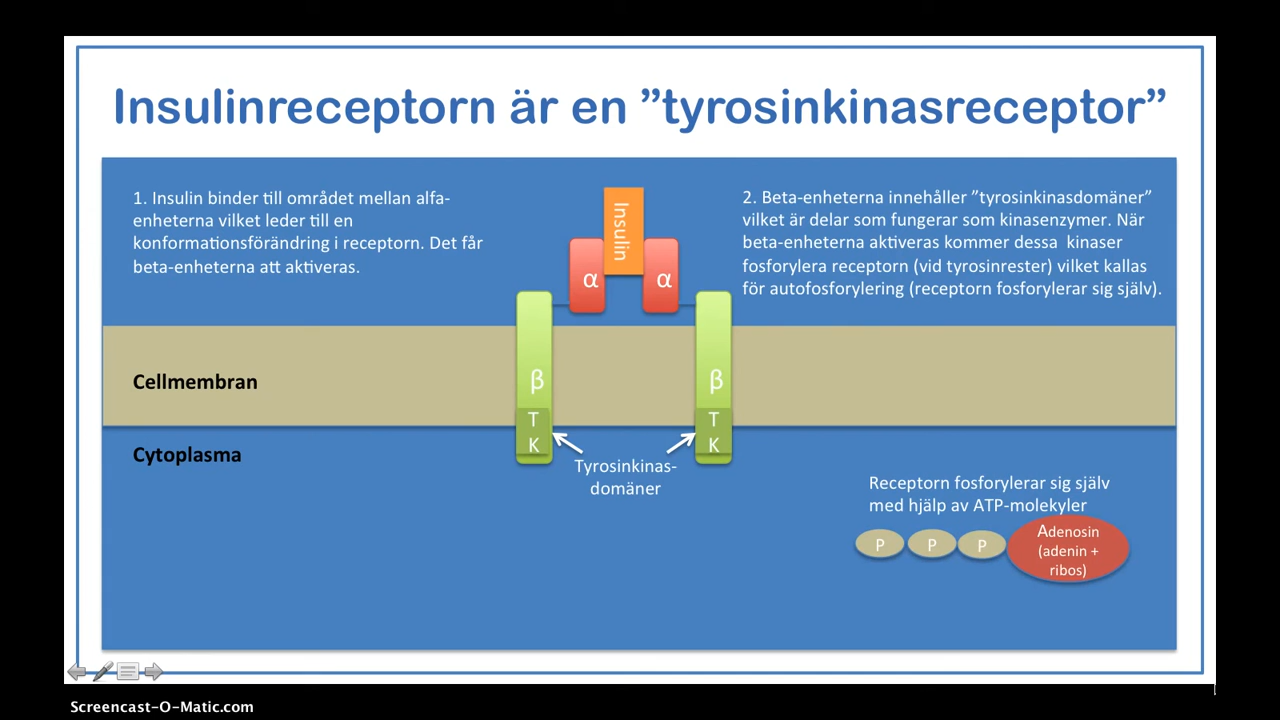 Insulinreceptorn är en ”tyrosinkinasreceptor”
1. Insulin binder till området mellan alfa-
enheterna vilket leder till en
konformationsförändring i receptorn. Det får
beta-enheterna att aktiveras.
2. Beta-enheterna innehåller ”tyrosinkinasdomäner”
vilket är delar som fungerar som kinasenzymer. När
beta-enheterna aktiveras kommer dessa kinaser
fosforylera receptorn (vid tyrosinrester) vilket kallas
för autofosforylering (receptorn fosforylerar sig själv).
Insulin
α
α
β
β
Cellmembran
T
K
T
K
Cytoplasma
Tyrosinkinas-
domäner
Receptorn fosforylerar sig själv
med hjälp av ATP-molekyler
P
P
P
Adenosin
(adenin +
ribos)
Screencast-O-Matic.com